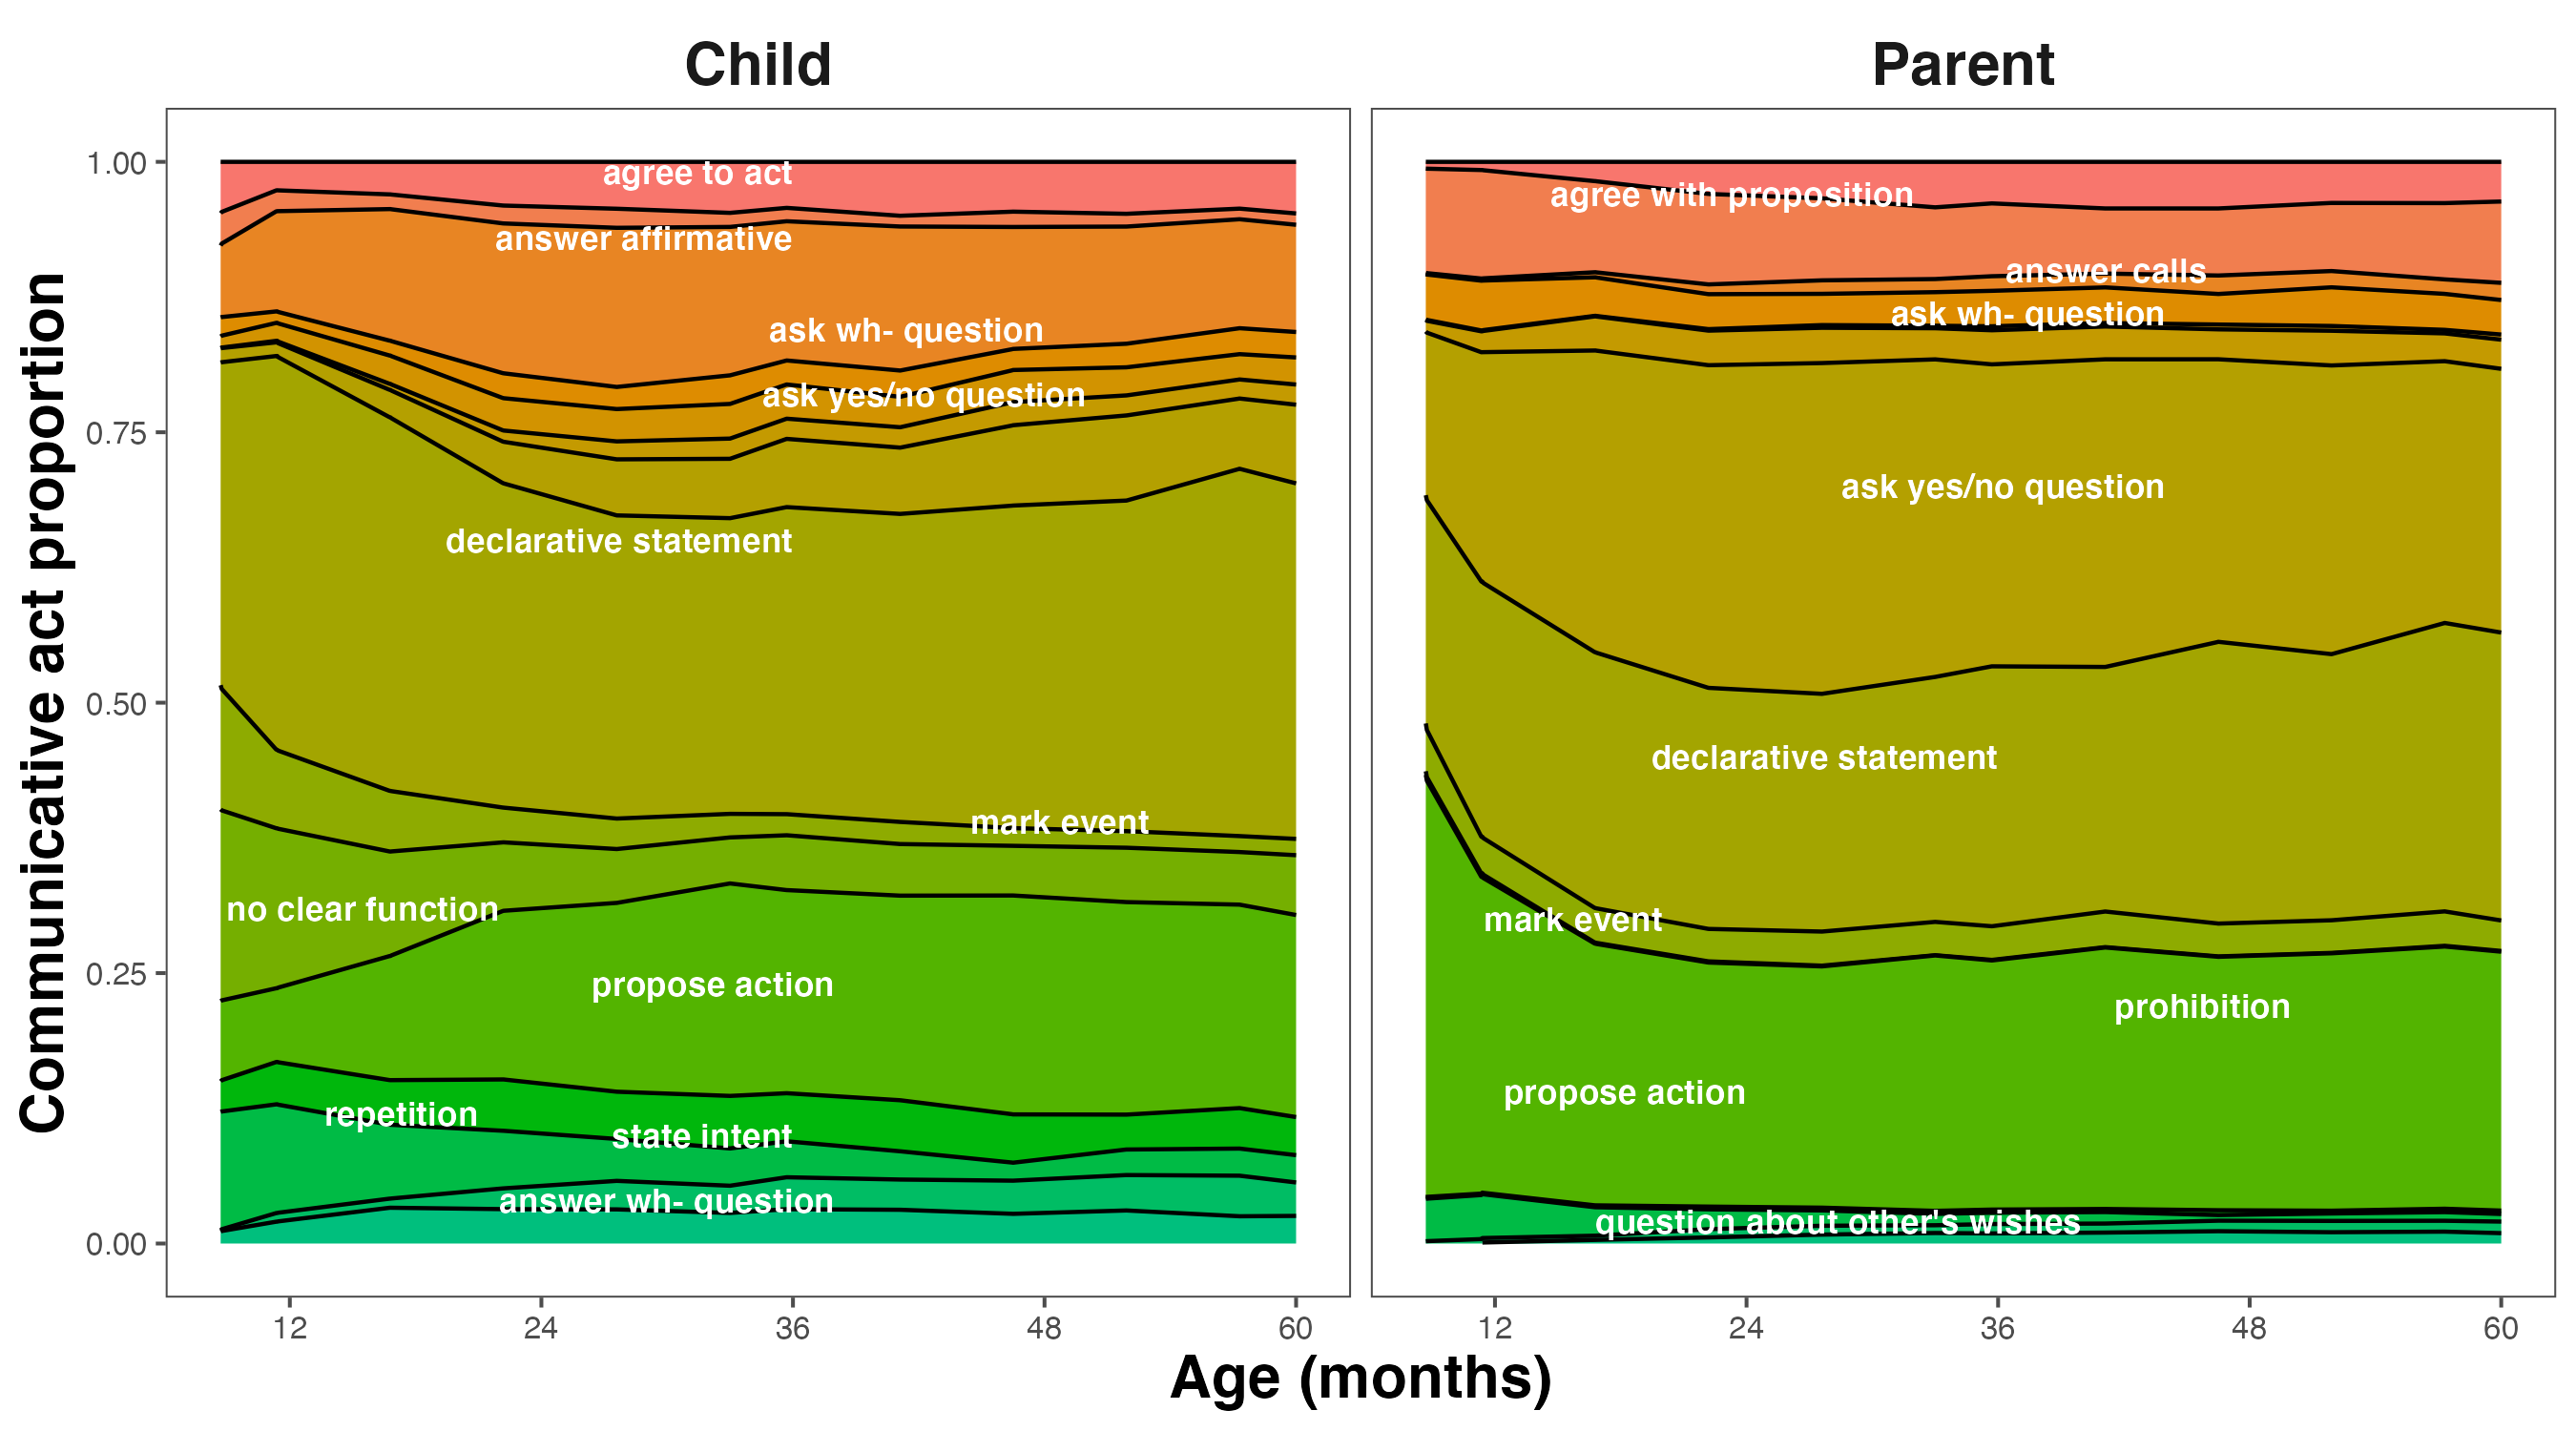 Child
Parent
Communicative act proportion
1.00
0.75
0.50
0.25
0.00
agree to act
answer affirmative
ask wh- question
ask yes/no question
declarative statement
mark event
no clear function
propose action
repetition
state intent
answer wh- question
agree with proposition
answer calls
ask wh- question
ask yes/no question
declarative statement
mark event
prohibition
propose action
question about other's wishes
12 24 36 48 60
12 24 36 48 60
Age (months)